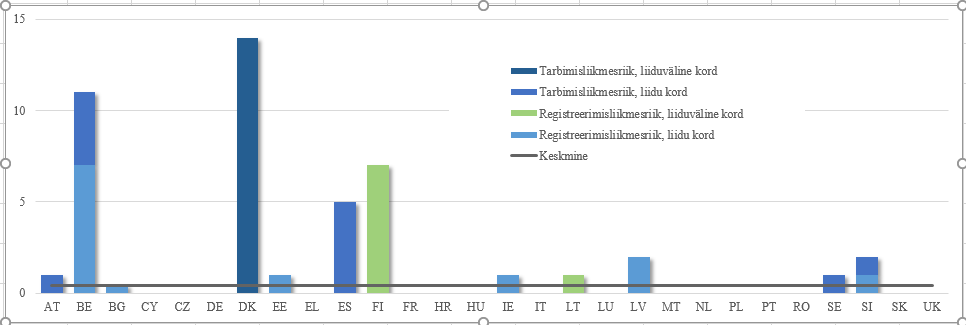 15
Tarbimisliikmesriik, liiduväline kord
Tarbimisliikmesriik, liidu kord
10
Registreerimisliikmesriik, liiduväline kord
Registreerimisliikmesriik, liidu kord
Keskmine
5
0
AT BE BG CY CZ DE DK EE EL ES FI FR HR HU IE IT LT LU LV MT NL PL PT RO SE SI SK UK